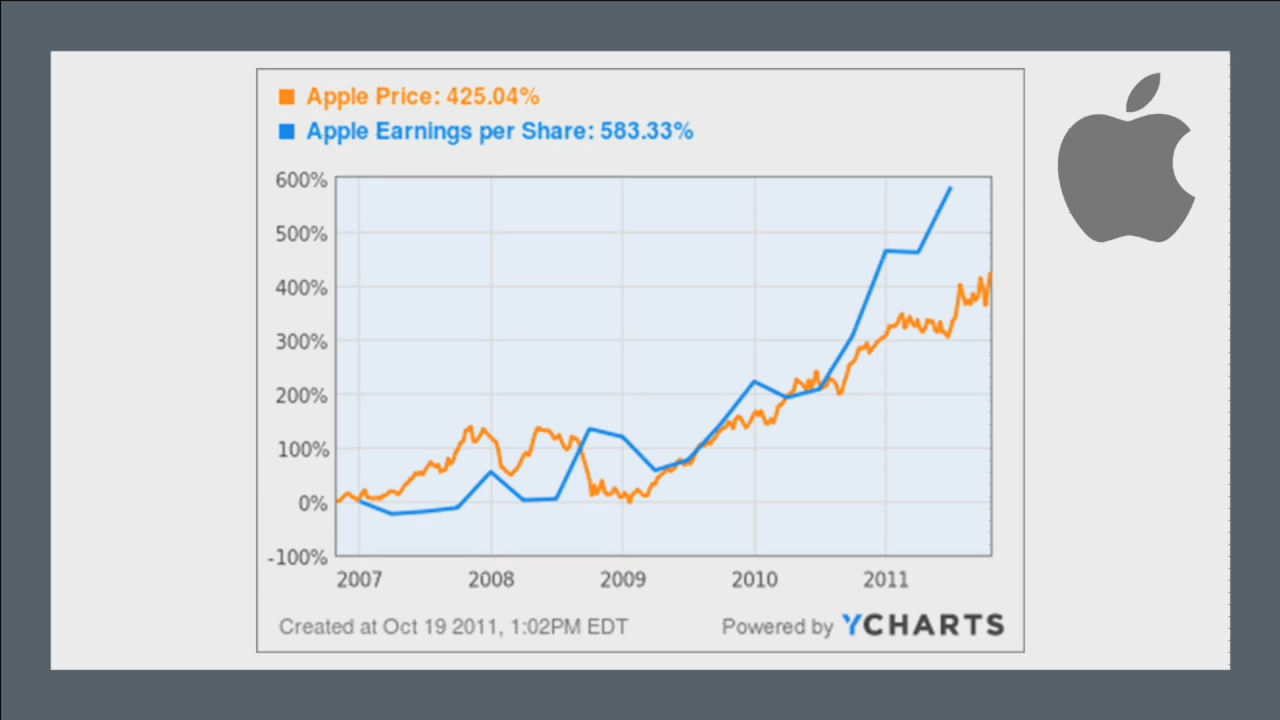 Apple Price: 425.04%
Apple Earnings per Share: 583.33%
600%
500%
400%
300%
200%
100%
0%
-100%
2007 2008 2009 2010 2011
Created at Oct 19 2011, 1:02PM EDT Powered by YCHARTS